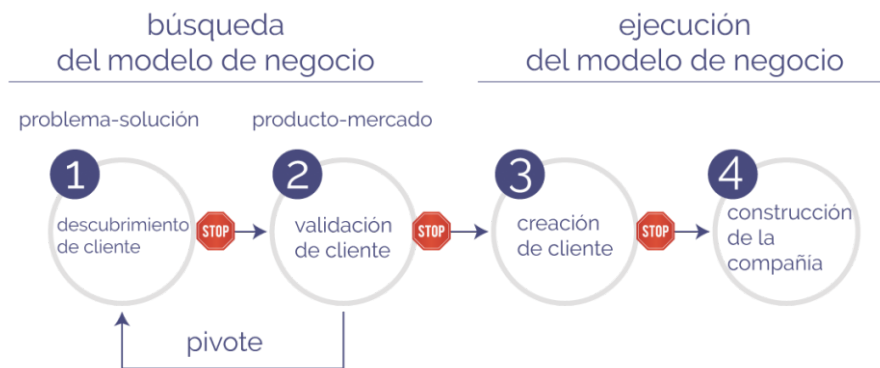 búsqueda
del modelo de negocio
ejecución
del modelo de negocio
problema-solución
producto-mercado
1
descubrimiento
de cliente
STOP
2
validación
de cliente
STOP
3
creación
de cliente
STOP
4
construcción
de la
compañía
pivote